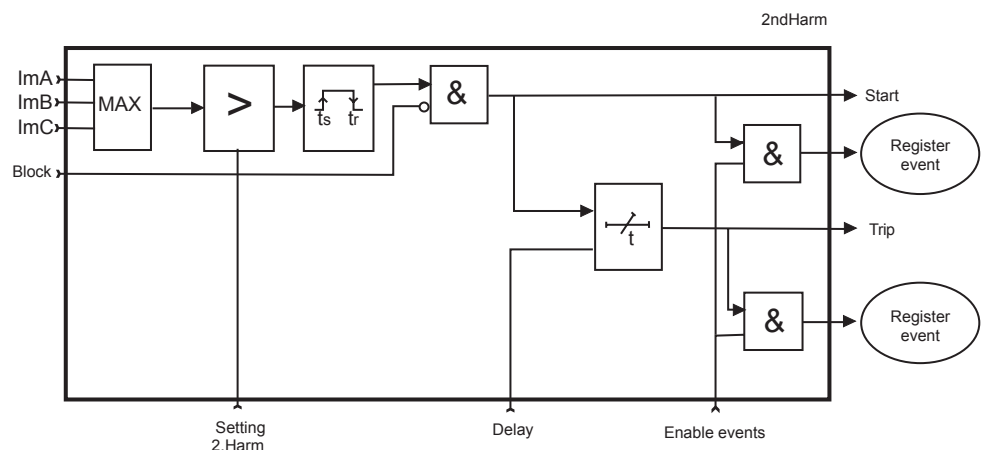 2ndHarm
ImA
ImB
ImC
MAX
>
ts tr
&
Start
Block
&
Register
event
t
Trip
&
Register
event
Setting
2.Harm
Delay
Enable events